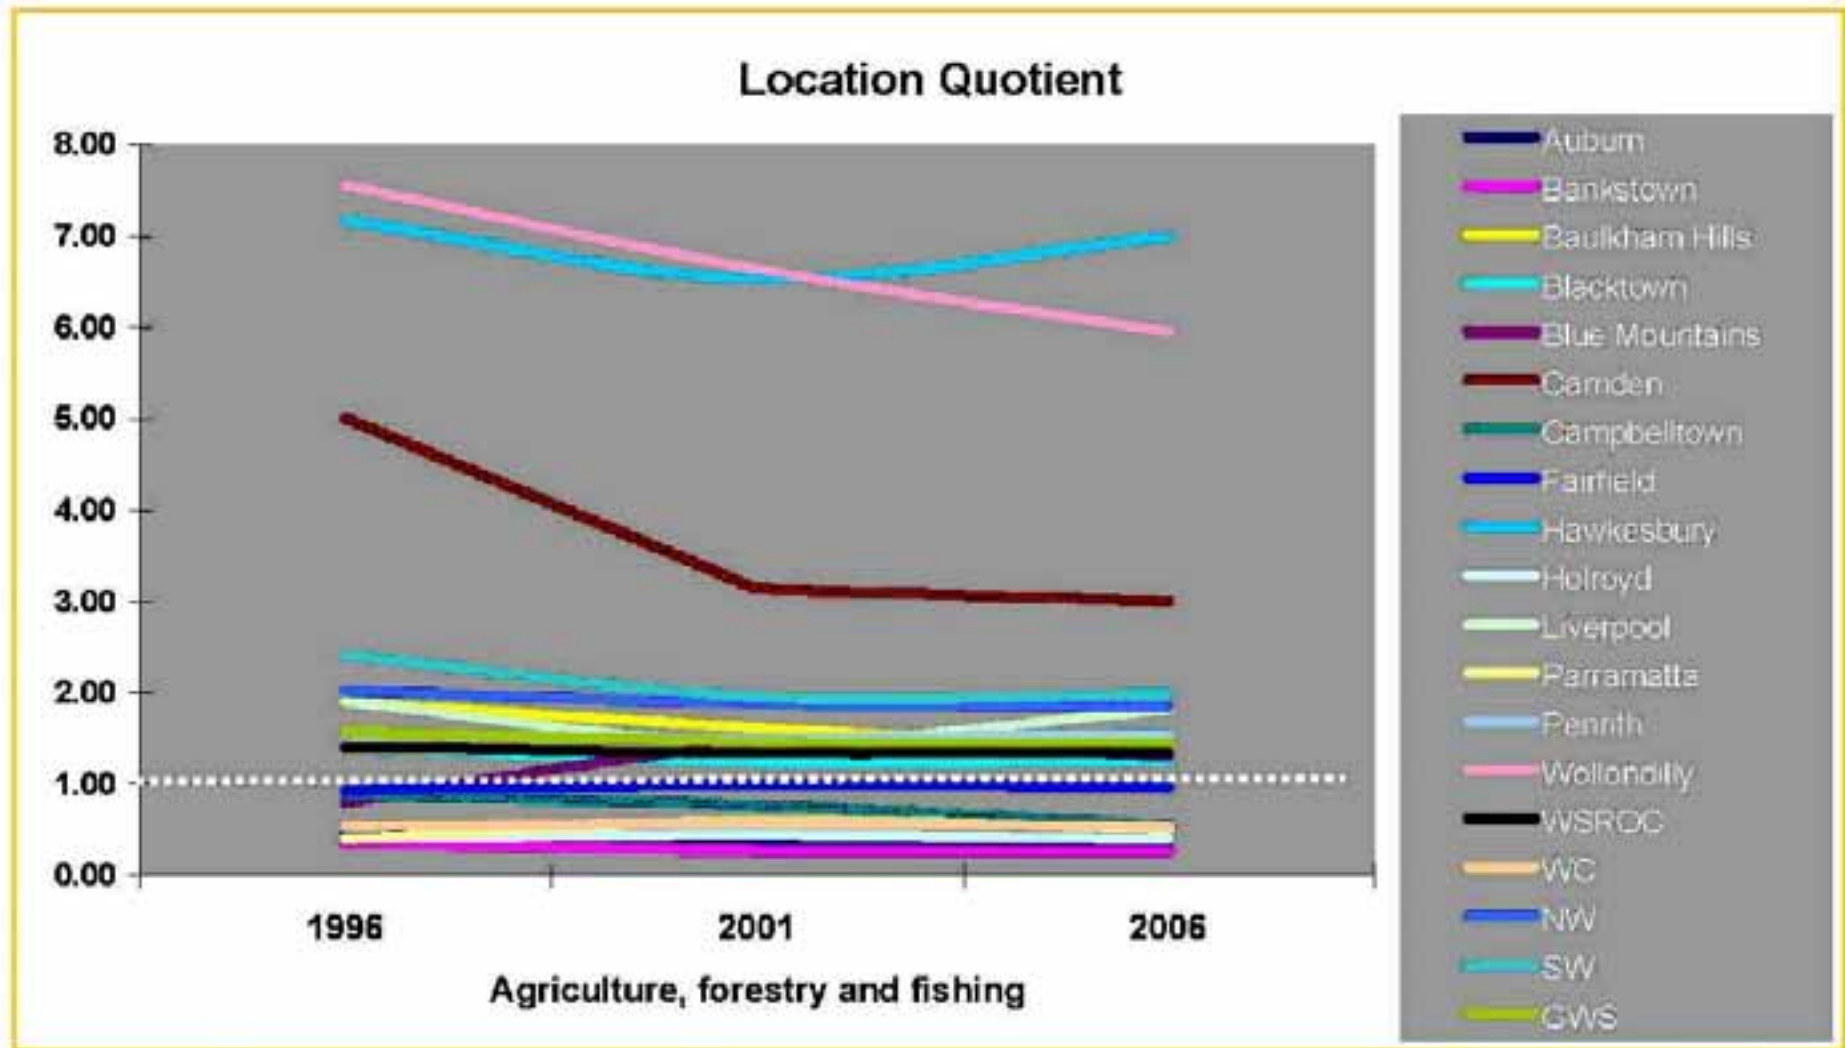 Location Quotient
8.00
7.00
6.00
5.00
4.00
3.00
2.00
1.00
0.00
1996
2001
2006
Agriculture, forestry and fishing
Auburn
Bankstown
Baulkham Hills
Blacktown
Blue Mountains
Camden
Campbelltown
Fairfield
Hawkesbury
Holroyd
Liverpool
Parramatta
Penrith
Wollondilly
WSROC
WC
NW
SW
GWS